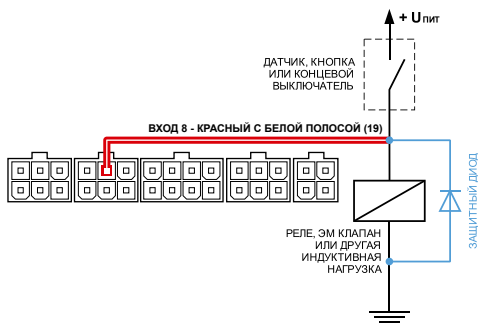 + Uпит
ДАТЧИК, КНОПКА
ИЛИ КОНЦЕВОЙ
ВЫКЛЮЧАТЕЛЬ
ВХОД 8 - КРАСНЫЙ С БЕЛОЙ ПОЛОСОЙ (19)
РЕЛЕ, ЭМ КЛАПАН
ИЛИ ДРУГАЯ
ИНДУКТИВНАЯ
НАГРУЗКА
ЗАЩИТНЫЙ ДИОД